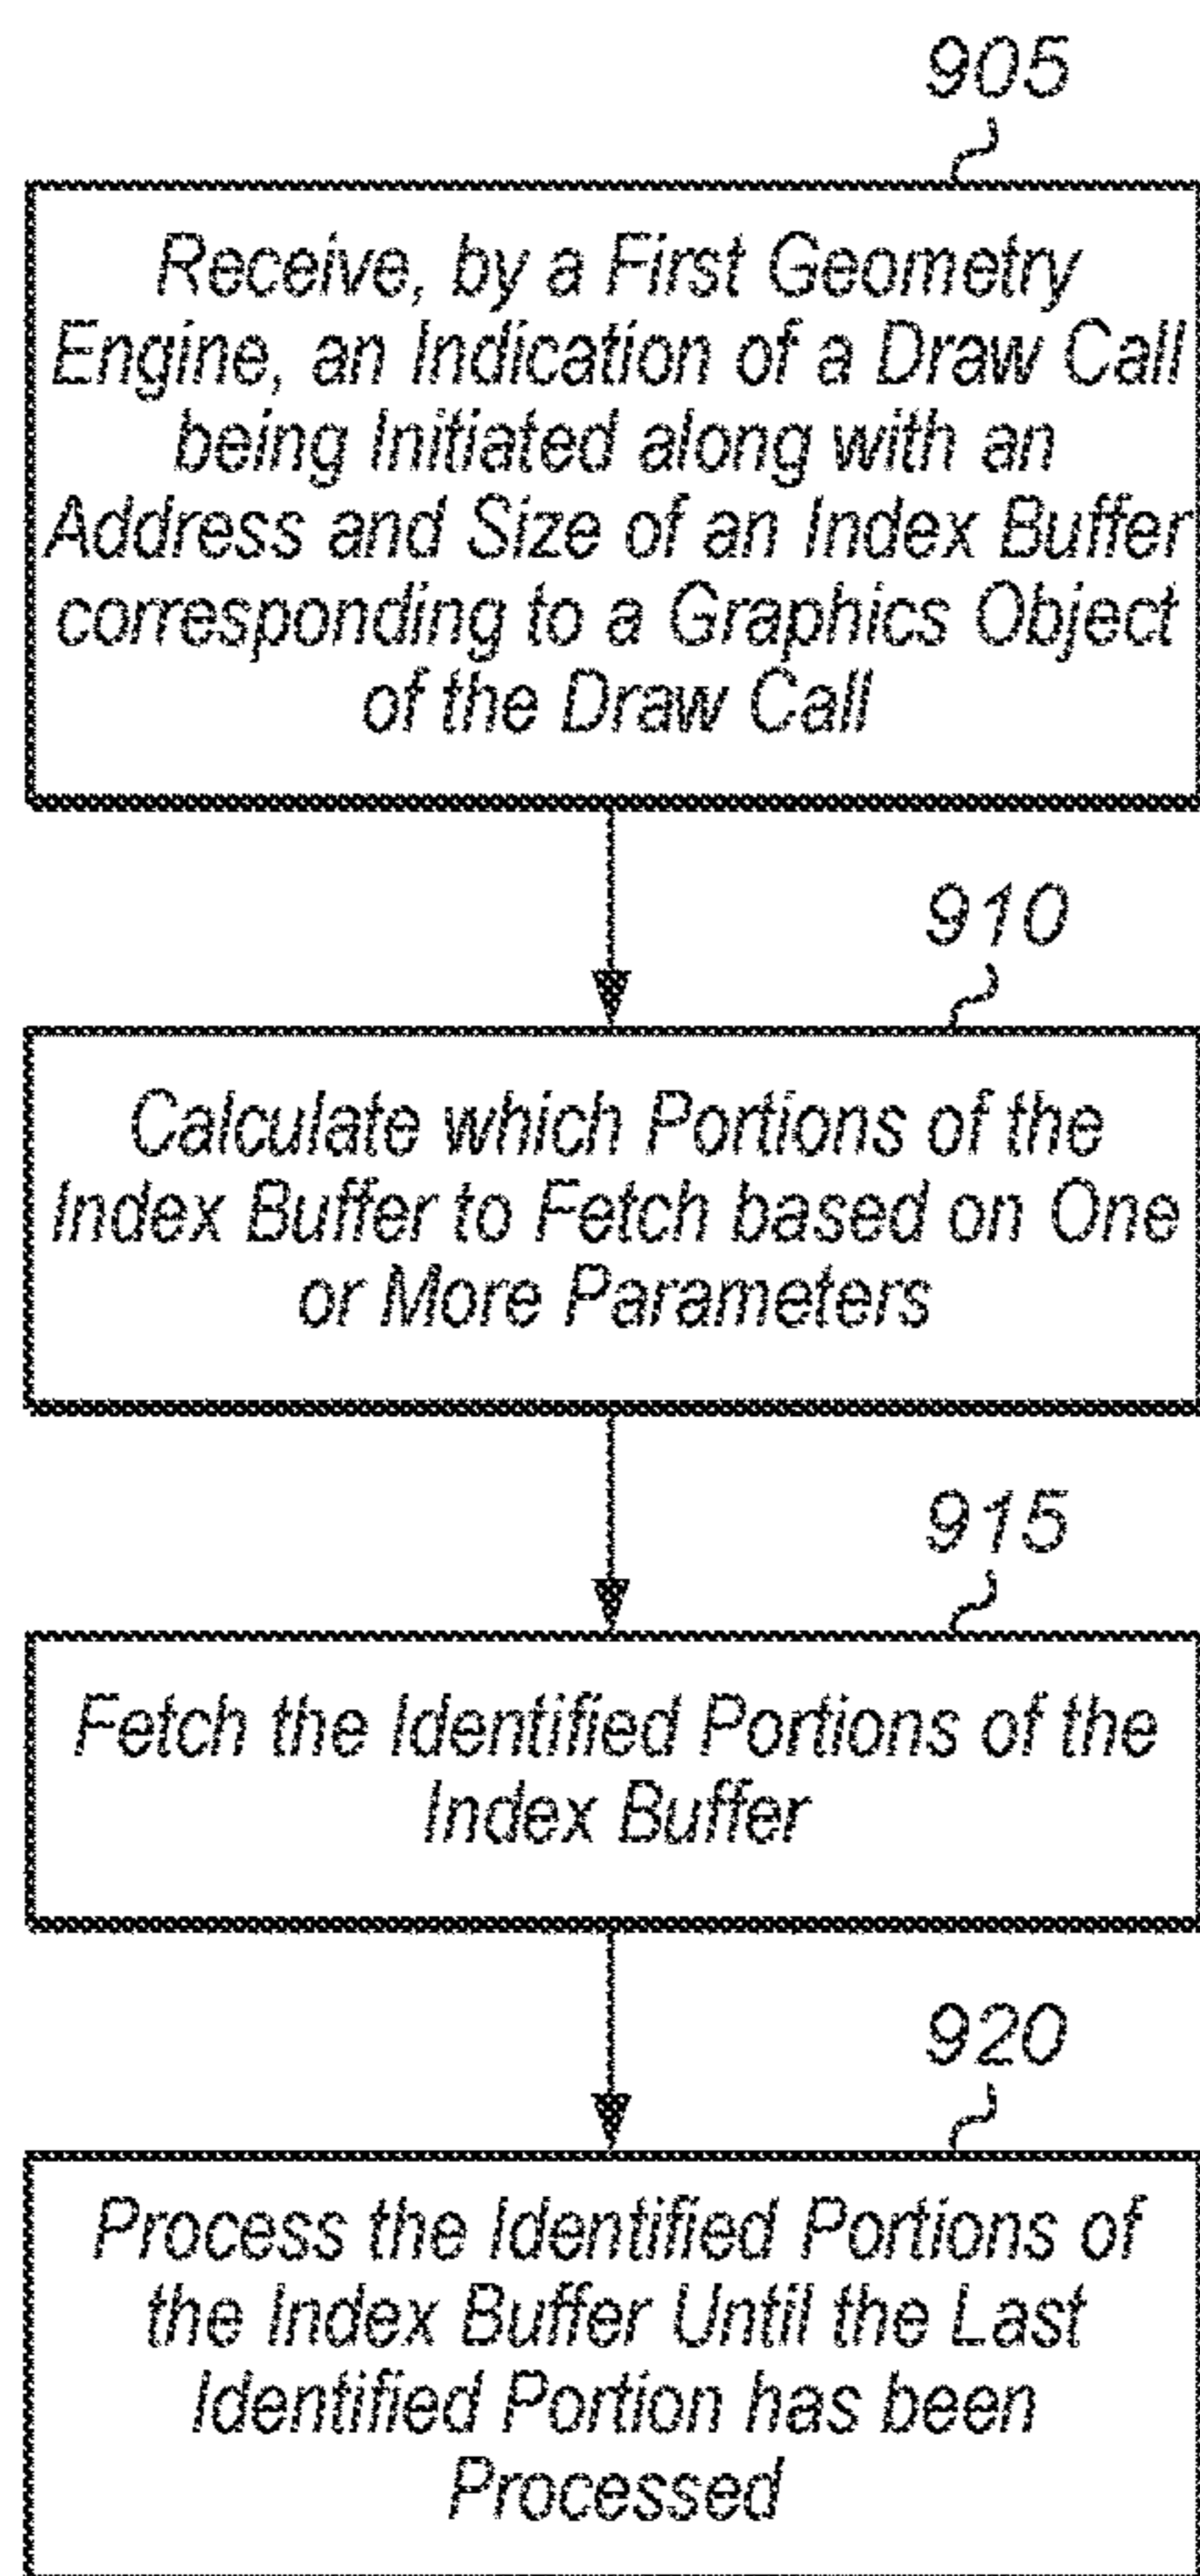 905
Receive, by a First Geometry
Engine, an Indication of a Draw Call
being Initiated along with an
Address and Size of an Index Buffer
corresponding to a Graphics Object
of the Draw Call
910
Calculate which Portions of the
Index Buffer to Fetch based on One
or More Parameters
915
Fetch the Identified Portions of the
Index Buffer
920
Process the Identified Portions of
the Index Buffer Until the Last
Identified Portion has been
Processed